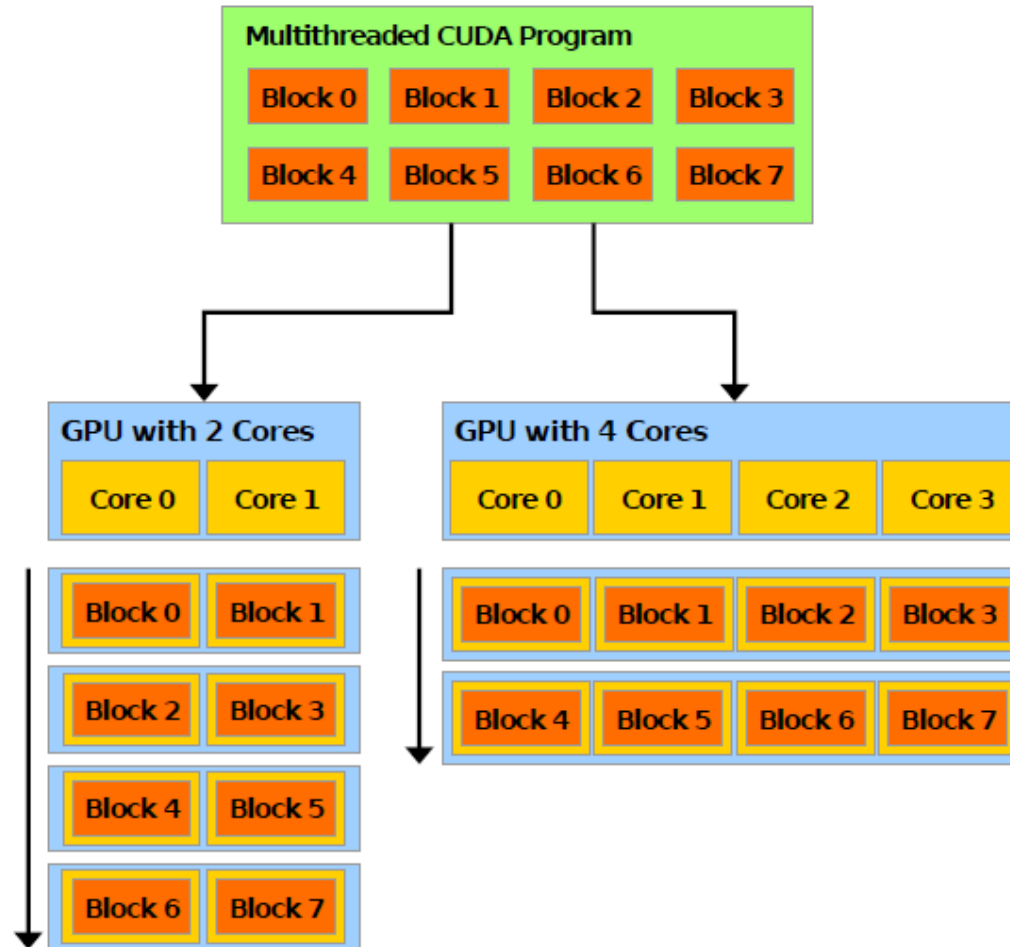 Multithreaded CUDA Program
Block 0 Block 1 Block 2 Block 3
Block 4 Block 5 Block 6 Block 7
GPU with 2 Cores
Core 0 Core 1
Block 0 Block 1
Block 2 Block 3
Block 4 Block 5
Block 6 Block 7
GPU with 4 Cores
Core 0 Core 1 Core 2 Core 3
Block 0 Block 1 Block 2 Block 3
Block 4 Block 5 Block 6 Block 7